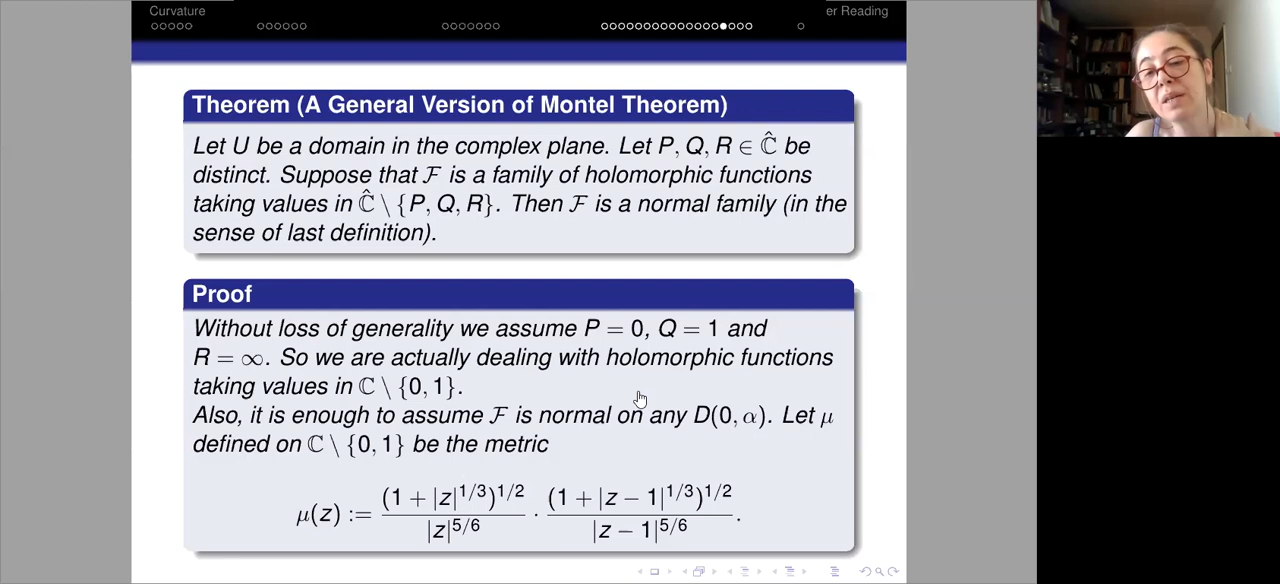 Curvature
er Reading
Theorem (A General Version of Montel Theorem)
Let U be a domain in the complex plane. Let P, Q, R ∈ Ĉ be
distinct. Suppose that ℱ is a family of holomorphic functions
taking values in Ĉ \ {P, Q, R}. Then ℱ is a normal family (in the
sense of last definition).
Proof
Without loss of generality we assume P = 0, Q = 1 and
R = ∞. So we are actually dealing with holomorphic functions
taking values in ℂ \ {0, 1}.
Also, it is enough to assume ℱ is normal on any D(0, α). Let μ
defined on ℂ \ {0, 1} be the metric
μ(z) := (1 + |z|^{1/3})^{1/2} / |z|^{5/6} · (1 + |z − 1|^{1/3})^{1/2} / |z − 1|^{5/6}.